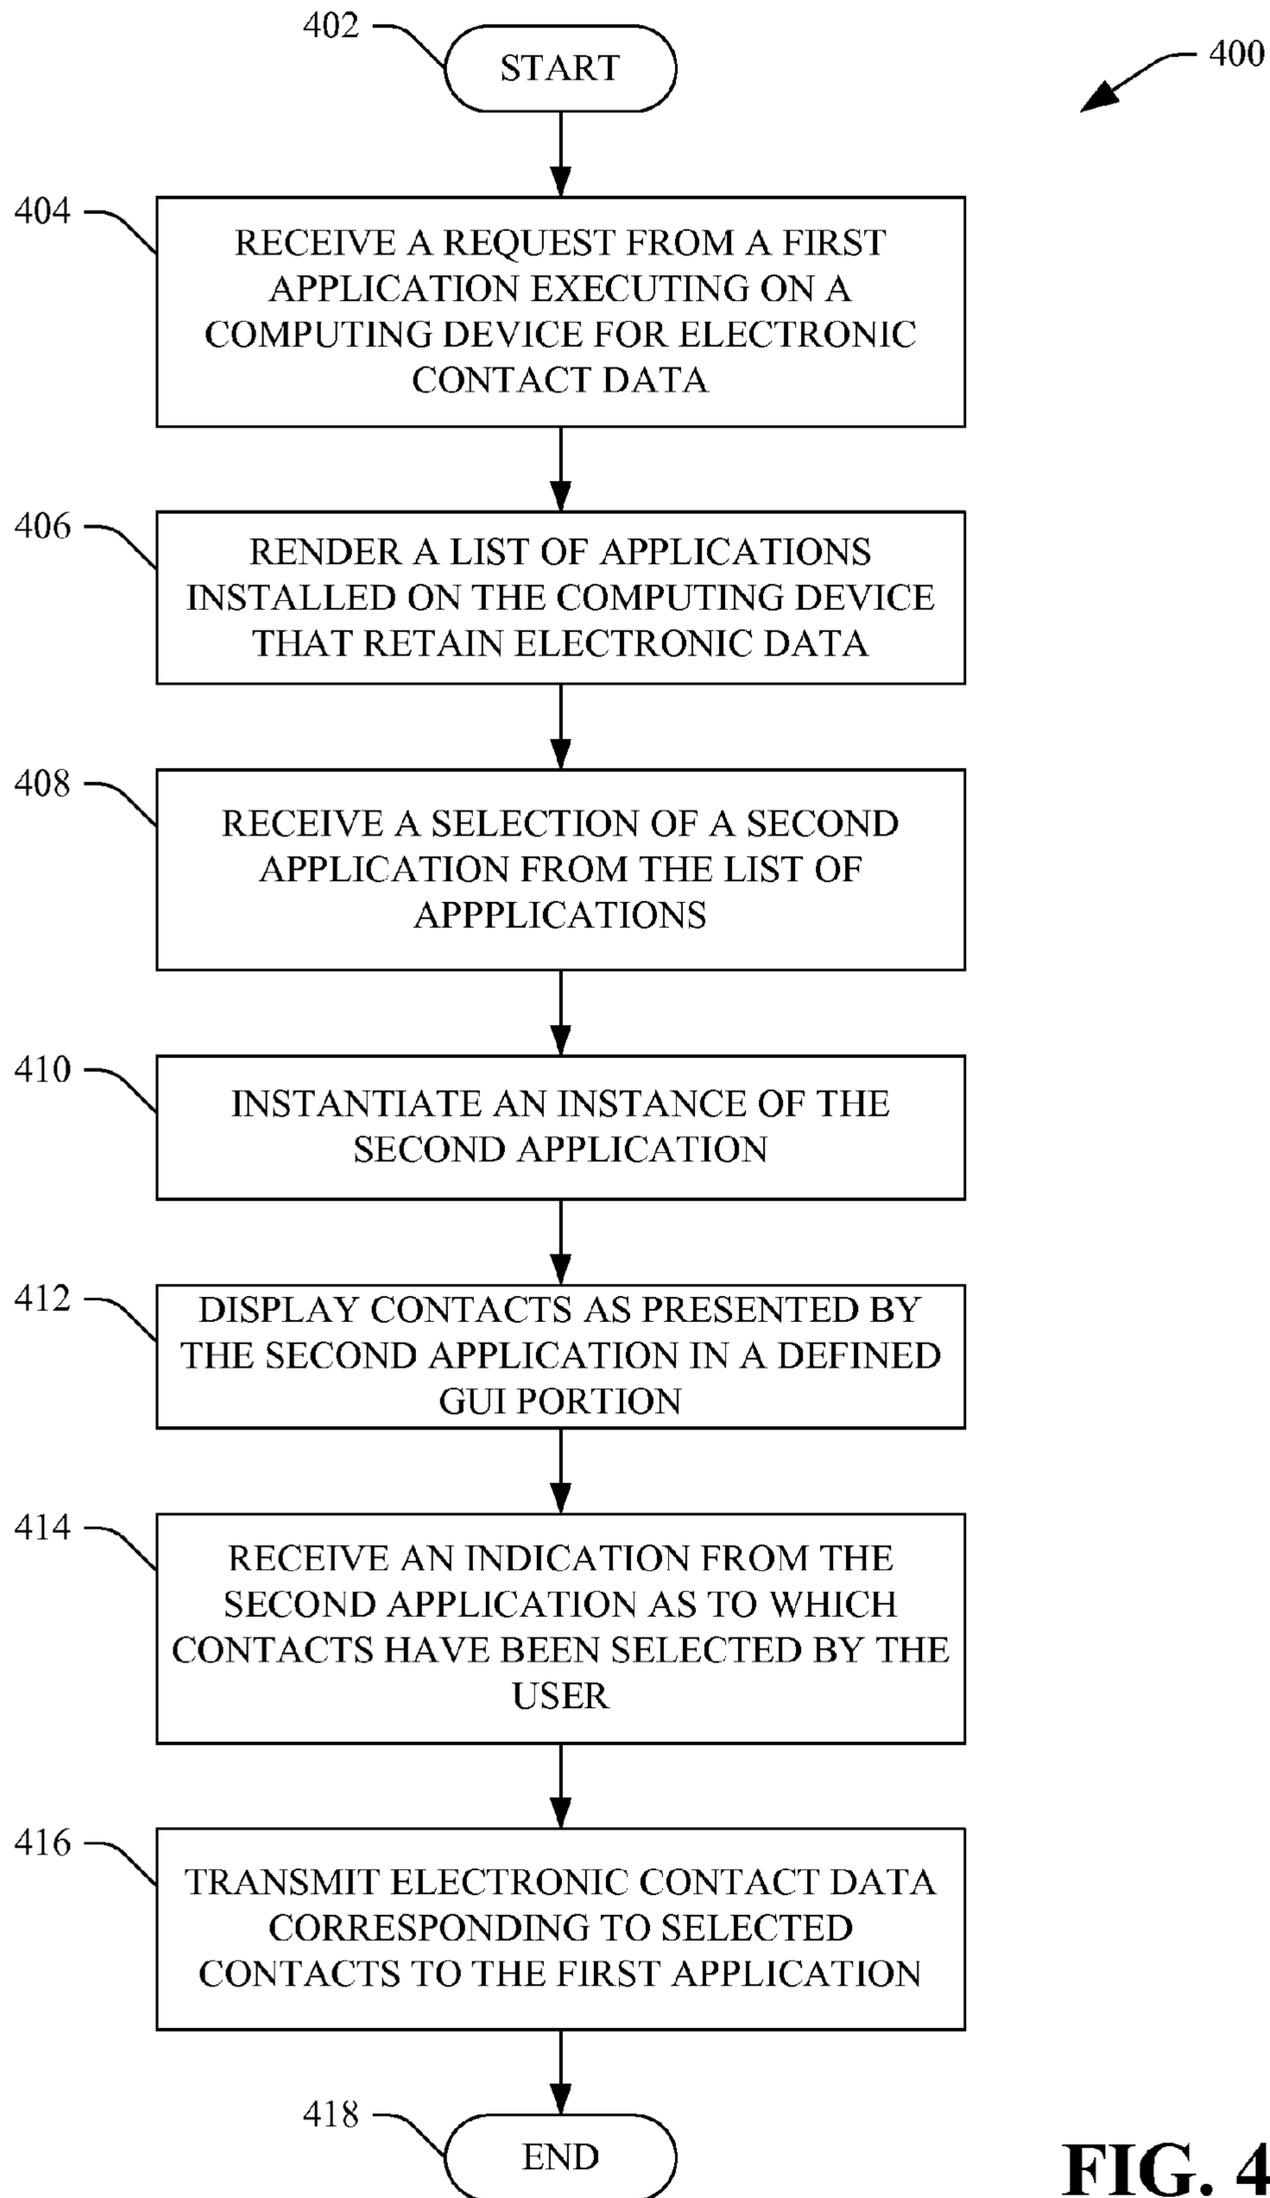 402
START
400
404
RECEIVE A REQUEST FROM A FIRST
APPLICATION EXECUTING ON A
COMPUTING DEVICE FOR ELECTRONIC
CONTACT DATA
406
RENDER A LIST OF APPLICATIONS
INSTALLED ON THE COMPUTING DEVICE
THAT RETAIN ELECTRONIC DATA
408
RECEIVE A SELECTION OF A SECOND
APPLICATION FROM THE LIST OF
APPPLICATIONS
410
INSTANTIATE AN INSTANCE OF THE
SECOND APPLICATION
412
DISPLAY CONTACTS AS PRESENTED BY
THE SECOND APPLICATION IN A DEFINED
GUI PORTION
414
RECEIVE AN INDICATION FROM THE
SECOND APPLICATION AS TO WHICH
CONTACTS HAVE BEEN SELECTED BY THE
USER
416
TRANSMIT ELECTRONIC CONTACT DATA
CORRESPONDING TO SELECTED
CONTACTS TO THE FIRST APPLICATION
418
END
FIG. 4